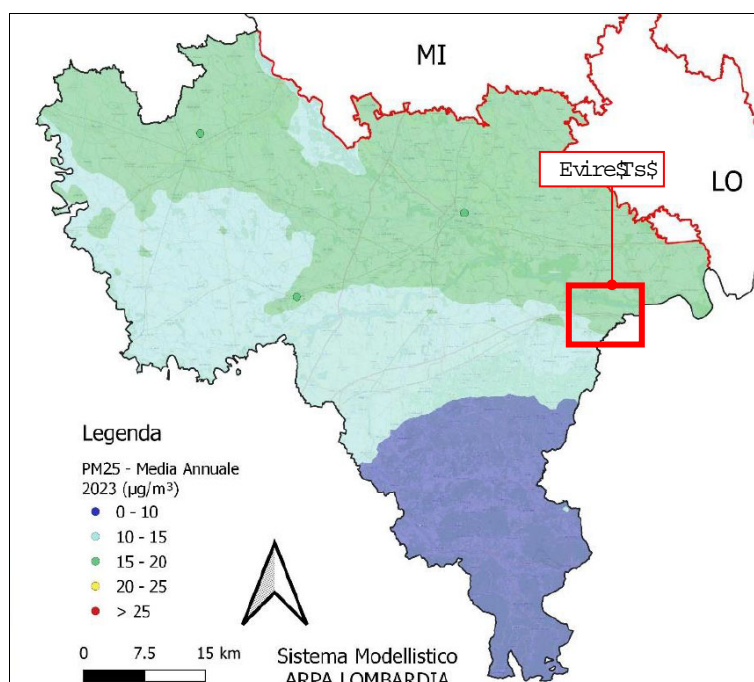 MI
Evire$Ts$
LO
Legenda
PM25 - Media Annuale
2023 (µg/m³)
0 - 10
10 - 15
15 - 20
20 - 25
> 25
0 7.5 15 km
Sistema Modellistico
ARPA LOMBARDIA